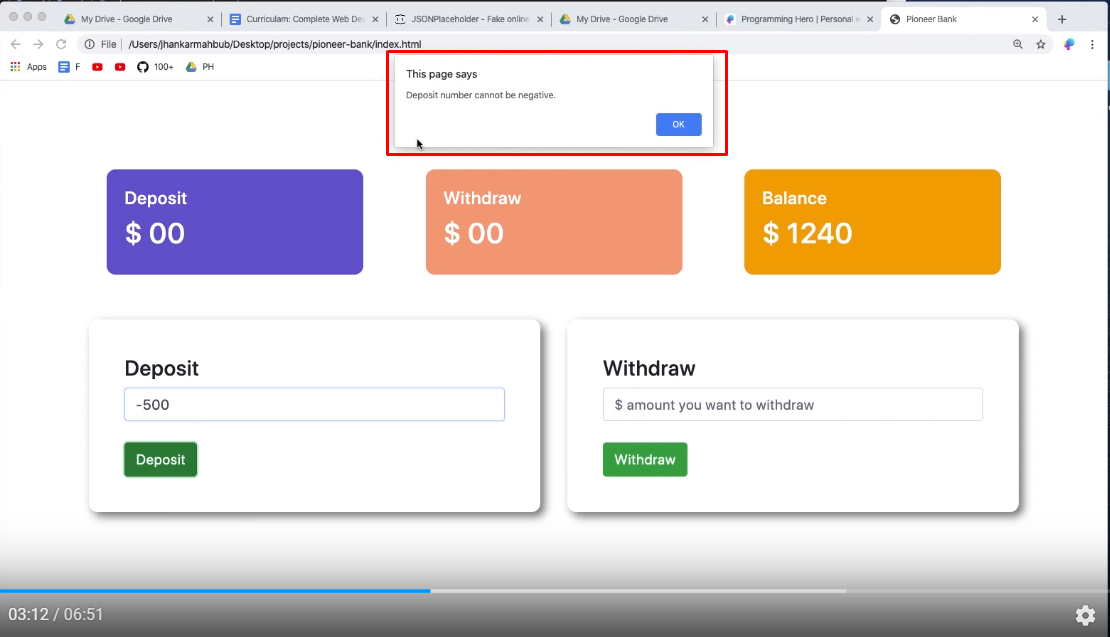 My Drive - Google Drive
Curriculam: Complete Web Dev
JSONPlaceholder - Fake online
My Drive - Google Drive
Programming Hero | Personal w
Pioneer Bank
File /Users/jhankarmahbub/Desktop/projects/pioneer-bank/index.html
Apps F 100+ PH
This page says
Deposit number cannot be negative.
OK
Deposit
$ 00
Withdraw
$ 00
Balance
$ 1240
Deposit
-500
Deposit
Withdraw
$ amount you want to withdraw
Withdraw
03:12 / 06:51